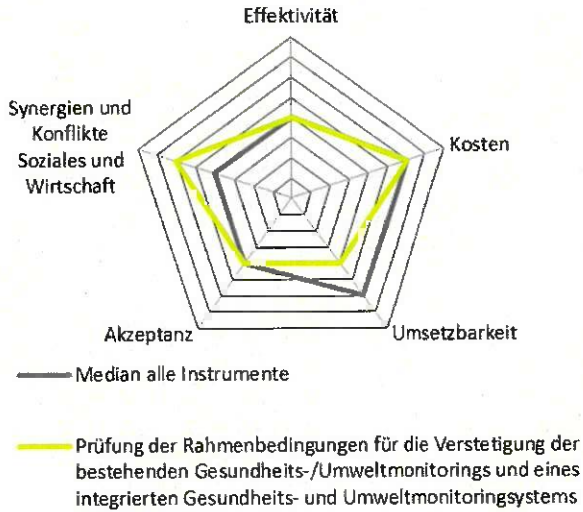 Effektivität
Synergien und
Konflikte
Soziales und
Wirtschaft
Kosten
Akzeptanz
Umsetzbarkeit
Median alle Instrumente
Prüfung der Rahmenbedingungen für die Verstetigung der
bestehenden Gesundheits-/Umweltmonitorings und eines
integrierten Gesundheits- und Umweltmonitoringsystems